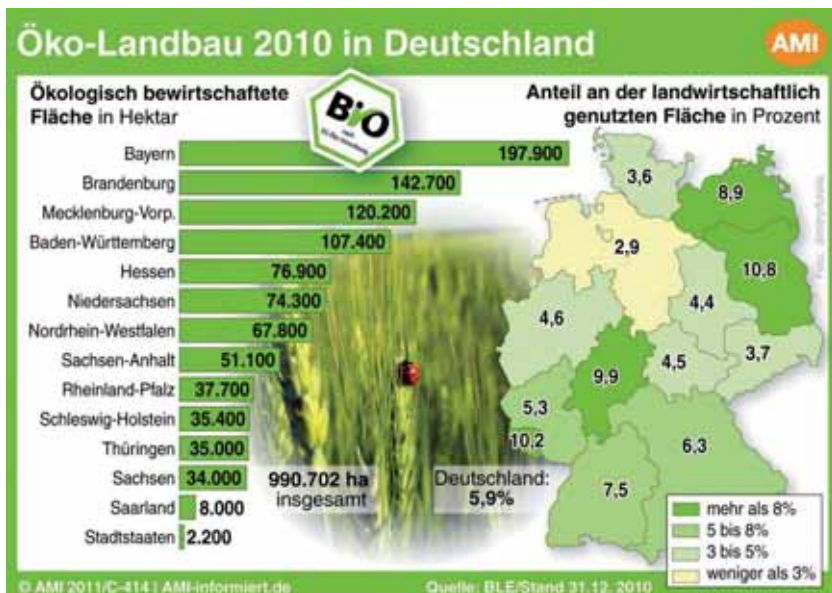 Öko-Landbau 2010 in Deutschland
AMI
Ökologisch bewirtschaftete
Fläche in Hektar
BiO
Anteil an der landwirtschaftlich
genutzten Fläche in Prozent
Bayern 197.900
Brandenburg 142.700
Mecklenburg-Vorp. 120.200
Baden-Württemberg 107.400
Hessen 76.900
Niedersachsen 74.300
Nordrhein-Westfalen 67.800
Sachsen-Anhalt 51.100
Rheinland-Pfalz 37.700
Schleswig-Holstein 35.400
Thüringen 35.000
Sachsen 34.000
Saarland 8.000
Stadtstaaten 2.200
990.702 ha
insgesamt
Deutschland:
5,9%
3,6
8,9
2,9
10,8
4,4
4,6
3,7
4,5
9,9
5,3
10,2
6,3
7,5
mehr als 8%
5 bis 8%
3 bis 5%
weniger als 3%
© AMI 2011/C-414 | AMI-informiert.de
Quelle: BLE/Stand 31.12. 2010